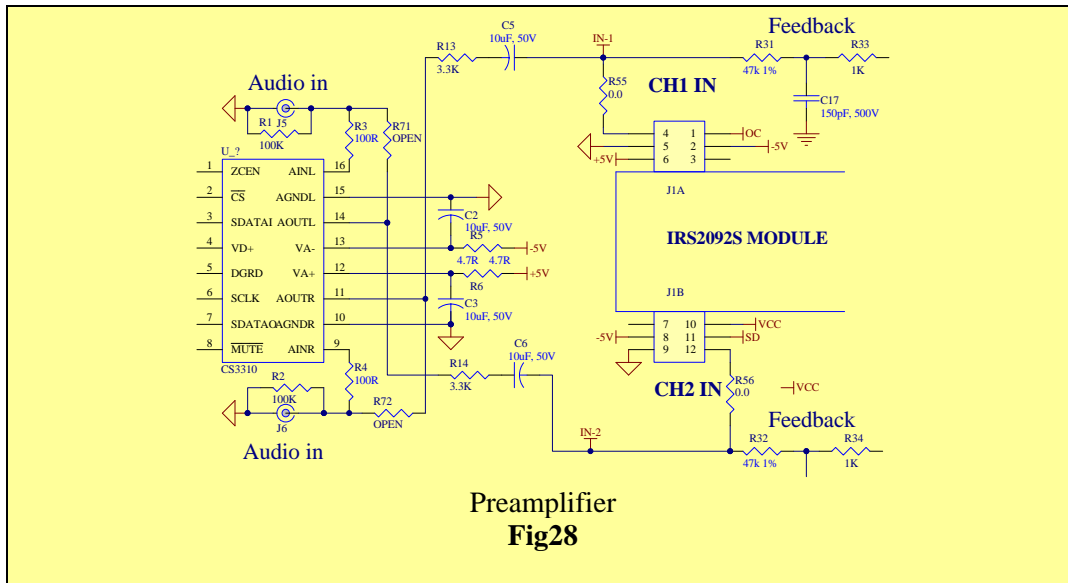 C5
10uF, 50V
R13
3.3K
IN-1
Feedback
R31
47k 1%
R33
1K
R55
0.0
CH1 IN
C17
150pF, 500V
Audio in
J5
R1
100K
R3
100R
R71
OPEN
4 1 OC
5 2 -5V
+5V 6 3
J1A
IRS2092S MODULE
J1B
U_?
1 ZCEN AINL 16
2 CS AGNDL 15
3 SDATAI AOUTL 14
4 VD+ VA- 13
5 DGRD VA+ 12
6 SCLK AOUTR 11
7 SDATAO AGNDR 10
8 MUTE AINR 9
CS3310
C2
10uF, 50V
R5
4.7R 4.7R
-5V
+5V
R6
C3
10uF, 50V
7 10 VCC
-5V 8 11 SD
9 12
C6
10uF, 50V
R14
3.3K
CH2 IN
R56
0.0
VCC
R4
100R
R2
100K
J6
R72
OPEN
Audio in
IN-2
Feedback
R32
47k 1%
R34
1K
Preamplifier
Fig28